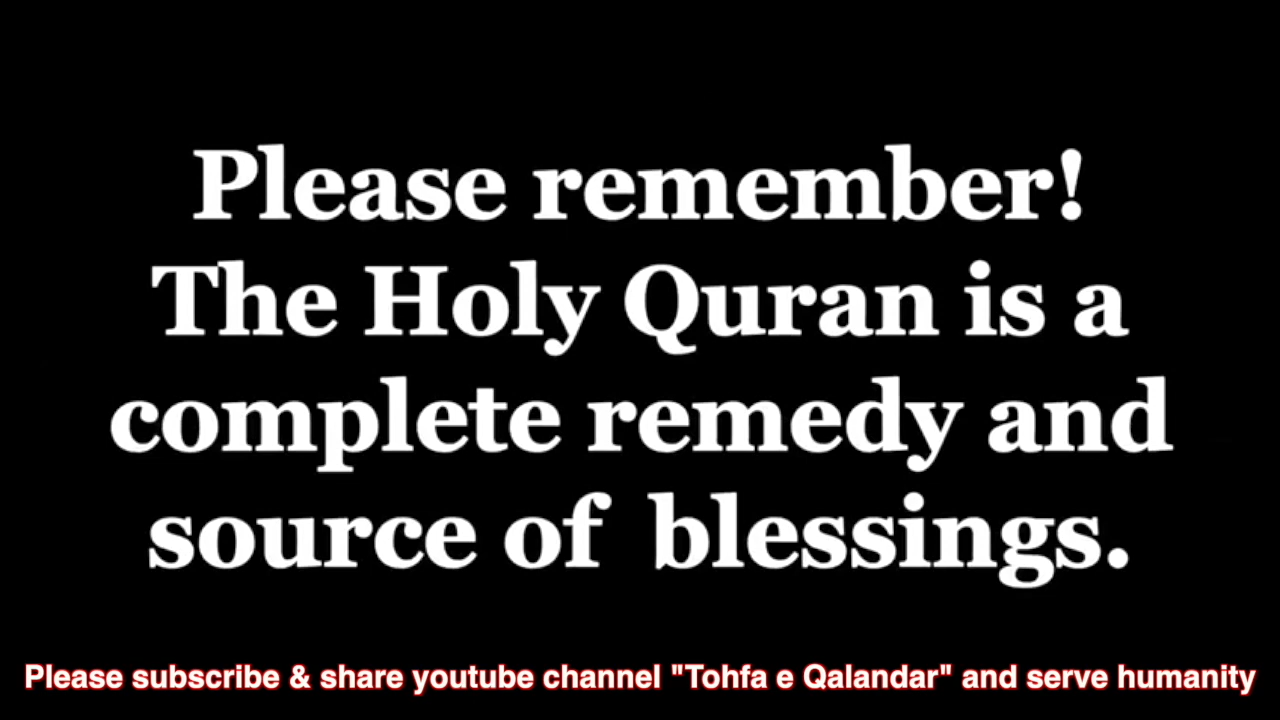 Please remember!
The Holy Quran is a
complete remedy and
source of blessings.
Please subscribe & share youtube channel "Tohfa e Qalandar" and serve humanity